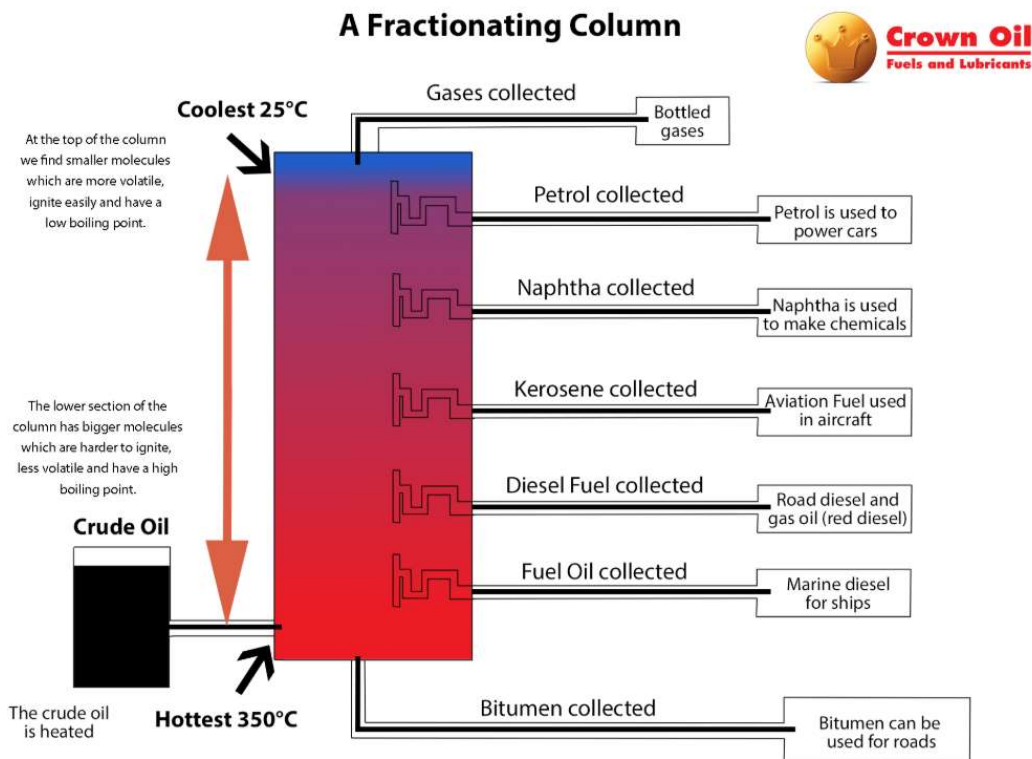 A Fractionating Column
Crown Oil
Fuels and Lubricants
Coolest 25°C
Gases collected
Bottled
gases
At the top of the column
we find smaller molecules
which are more volatile,
ignite easily and have a
low boiling point.
Petrol collected
Petrol is used to
power cars
Naphtha collected
Naphtha is used
to make chemicals
Kerosene collected
Aviation Fuel used
in aircraft
The lower section of the
column has bigger molecules
which are harder to ignite,
less volatile and have a high
boiling point.
Diesel Fuel collected
Road diesel and
gas oil (red diesel)
Crude Oil
Fuel Oil collected
Marine diesel
for ships
The crude oil
is heated
Hottest 350°C
Bitumen collected
Bitumen can be
used for roads